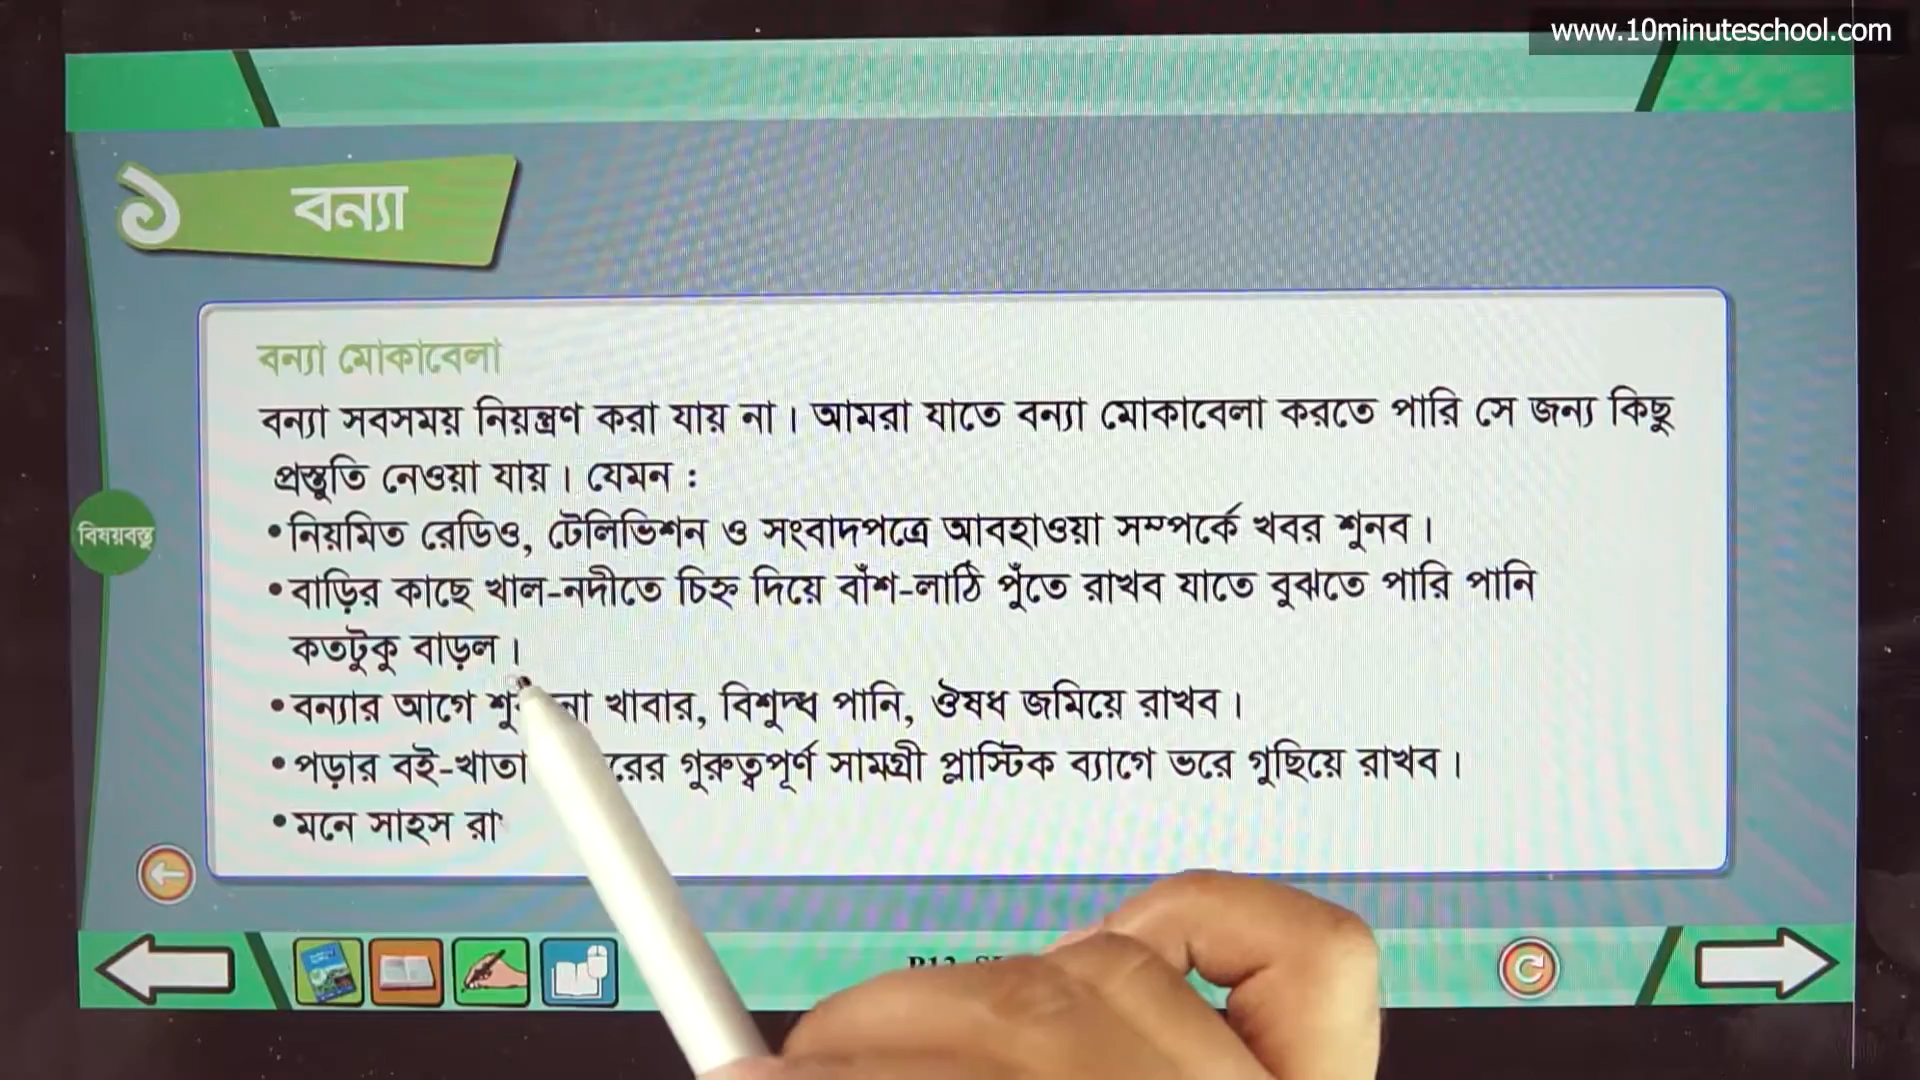 www.10minuteschool.com
১ বন্যা
বন্যা মোকাবেলা
বন্যা সবসময় নিয়ন্ত্রণ করা যায় না। আমরা যাতে বন্যা মোকাবেলা করতে পারি সে জন্য কিছু
প্রস্তুতি নেওয়া যায়। যেমন :
•নিয়মিত রেডিও, টেলিভিশন ও সংবাদপত্রে আবহাওয়া সম্পর্কে খবর শুনব।
বিষয়বস্তু
•বাড়ির কাছে খাল-নদীতে চিহ্ন দিয়ে বাঁশ-লাঠি পুঁতে রাখব যাতে বুঝতে পারি পানি
কতটুকু বাড়ল।
•বন্যার আগে খাবার, বিশুদ্ধ পানি, ঔষধ জমিয়ে রাখব।
•পড়ার বই-খাতা গুরুত্বপূর্ণ সামগ্রী প্লাস্টিক ব্যাগে ভরে গুছিয়ে রাখব।
•মনে সাহস